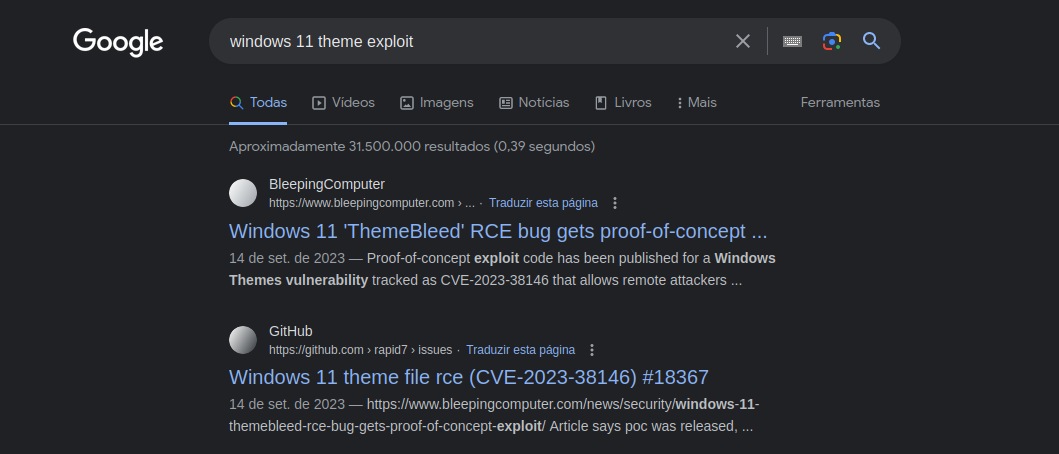 Google
windows 11 theme exploit
Todas Vídeos Imagens Notícias Livros Mais Ferramentas
Aproximadamente 31.500.000 resultados (0,39 segundos)
BleepingComputer
https://www.bleepingcomputer.com › ... · Traduzir esta página
Windows 11 'ThemeBleed' RCE bug gets proof-of-concept ...
14 de set. de 2023 — Proof-of-concept exploit code has been published for a Windows
Themes vulnerability tracked as CVE-2023-38146 that allows remote attackers ...
GitHub
https://github.com › rapid7 › issues · Traduzir esta página
Windows 11 theme file rce (CVE-2023-38146) #18367
14 de set. de 2023 — https://www.bleepingcomputer.com/news/security/windows-11-
themebleed-rce-bug-gets-proof-of-concept-exploit/ Article says poc was released, ...